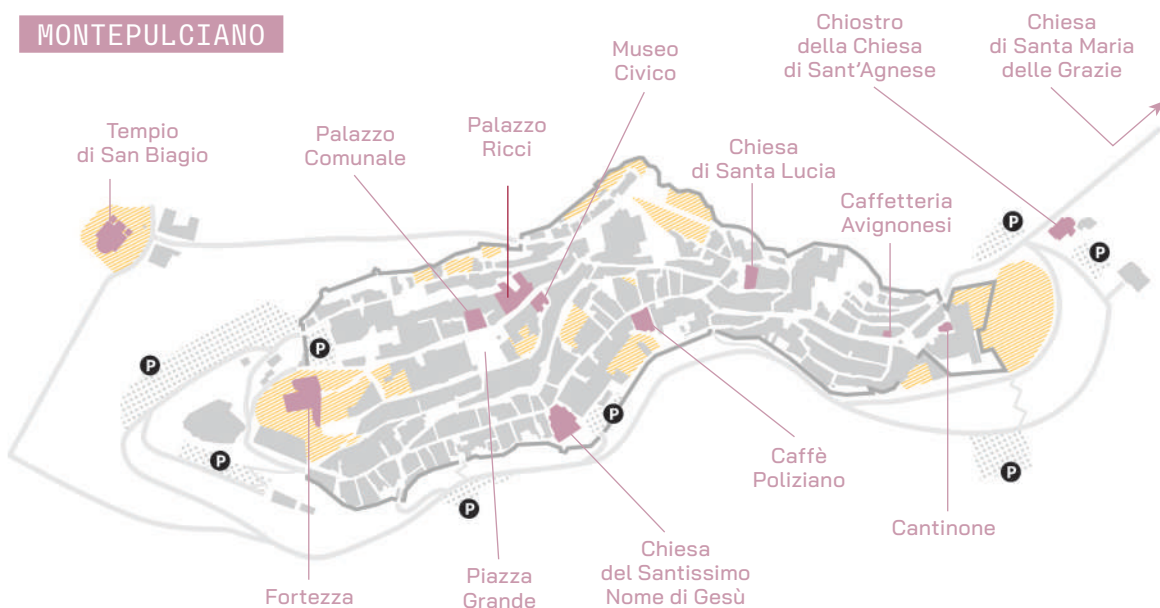 MONTEPULCIANO
Chiostro
della Chiesa
di Sant'Agnese
Chiesa
di Santa Maria
delle Grazie
Museo
Civico
Palazzo
Ricci
Palazzo
Comunale
Tempio
di San Biagio
Chiesa
di Santa Lucia
Caffetteria
Avignonesi
P
P
P
P
P
P
P
P
Caffè
Poliziano
Cantinone
Chiesa
del Santissimo
Nome di Gesù
Piazza
Grande
Fortezza